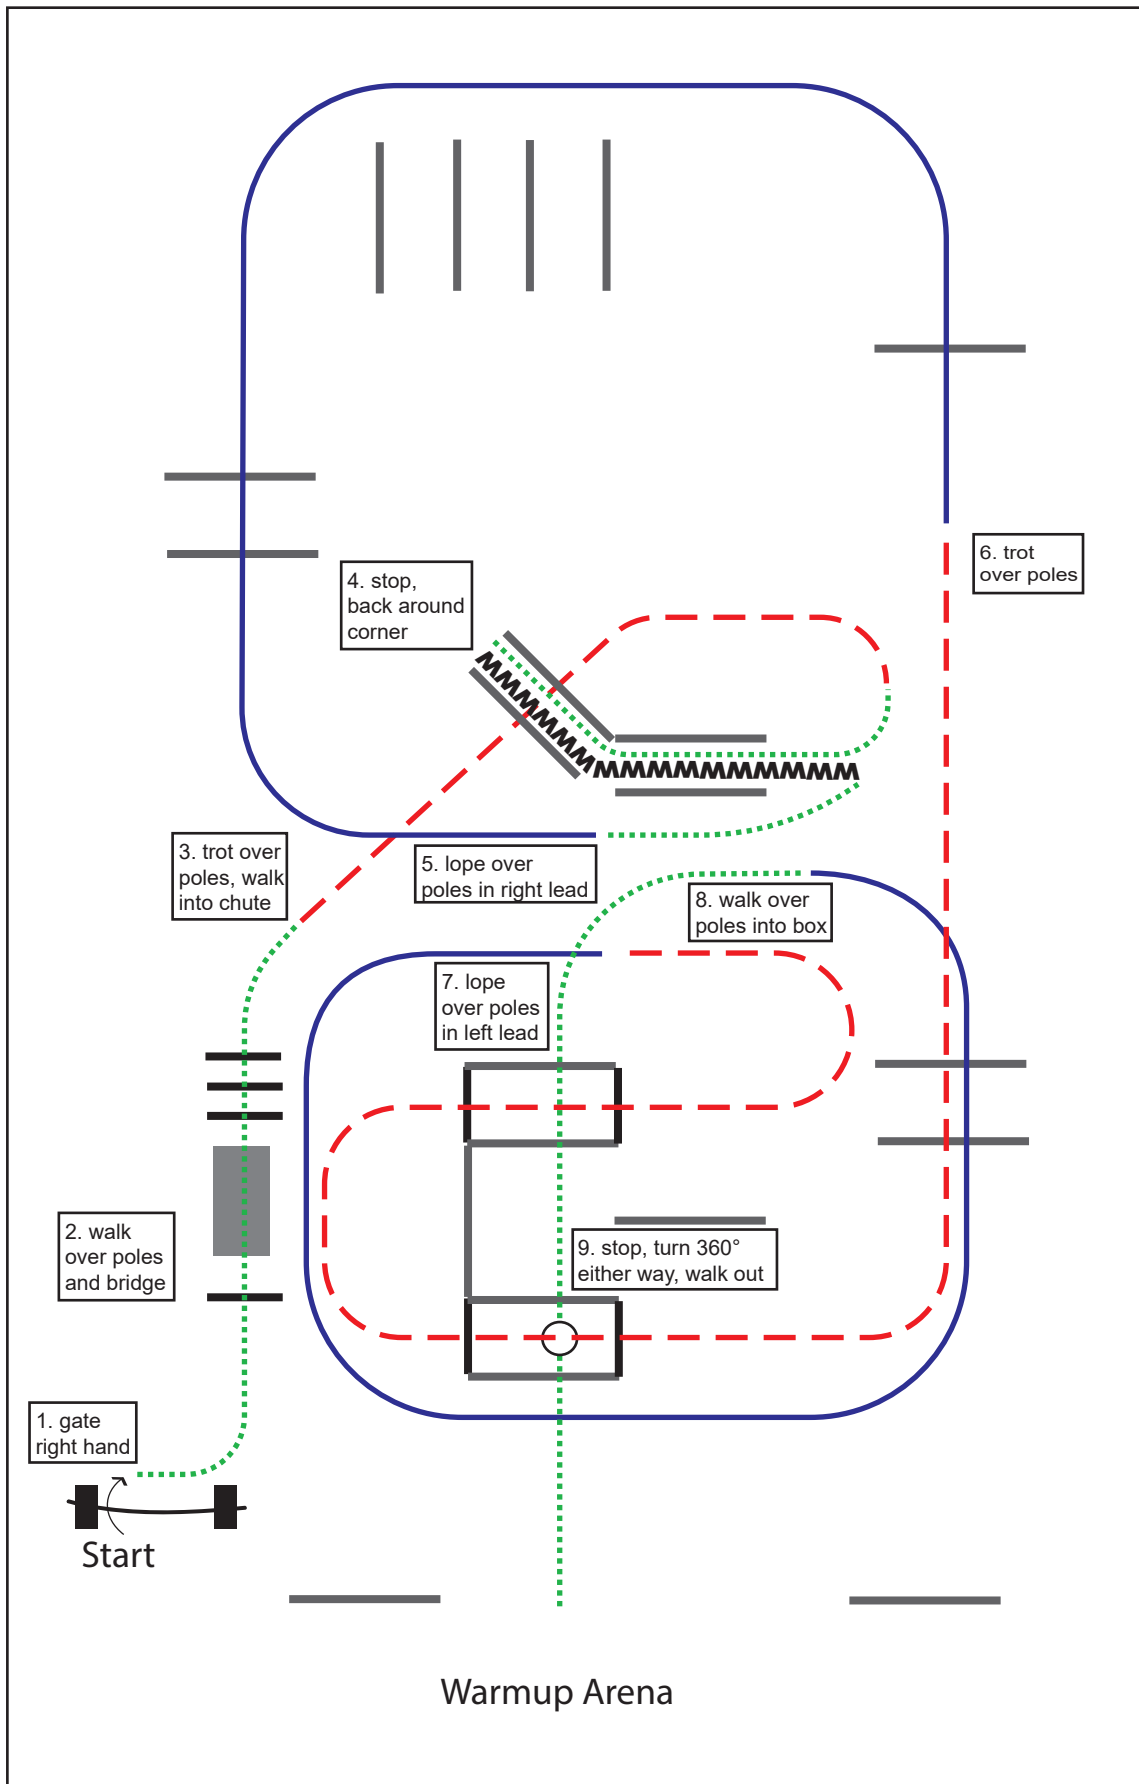 1. gate
right hand
Start
2. walk
over poles
and bridge
3. trot over
poles, walk
into chute
4. stop,
back around
corner
5. lope over
poles in right lead
6. trot
over poles
7. lope
over poles
in left lead
8. walk over
poles into box
9. stop, turn 360°
either way, walk out
Warmup Arena